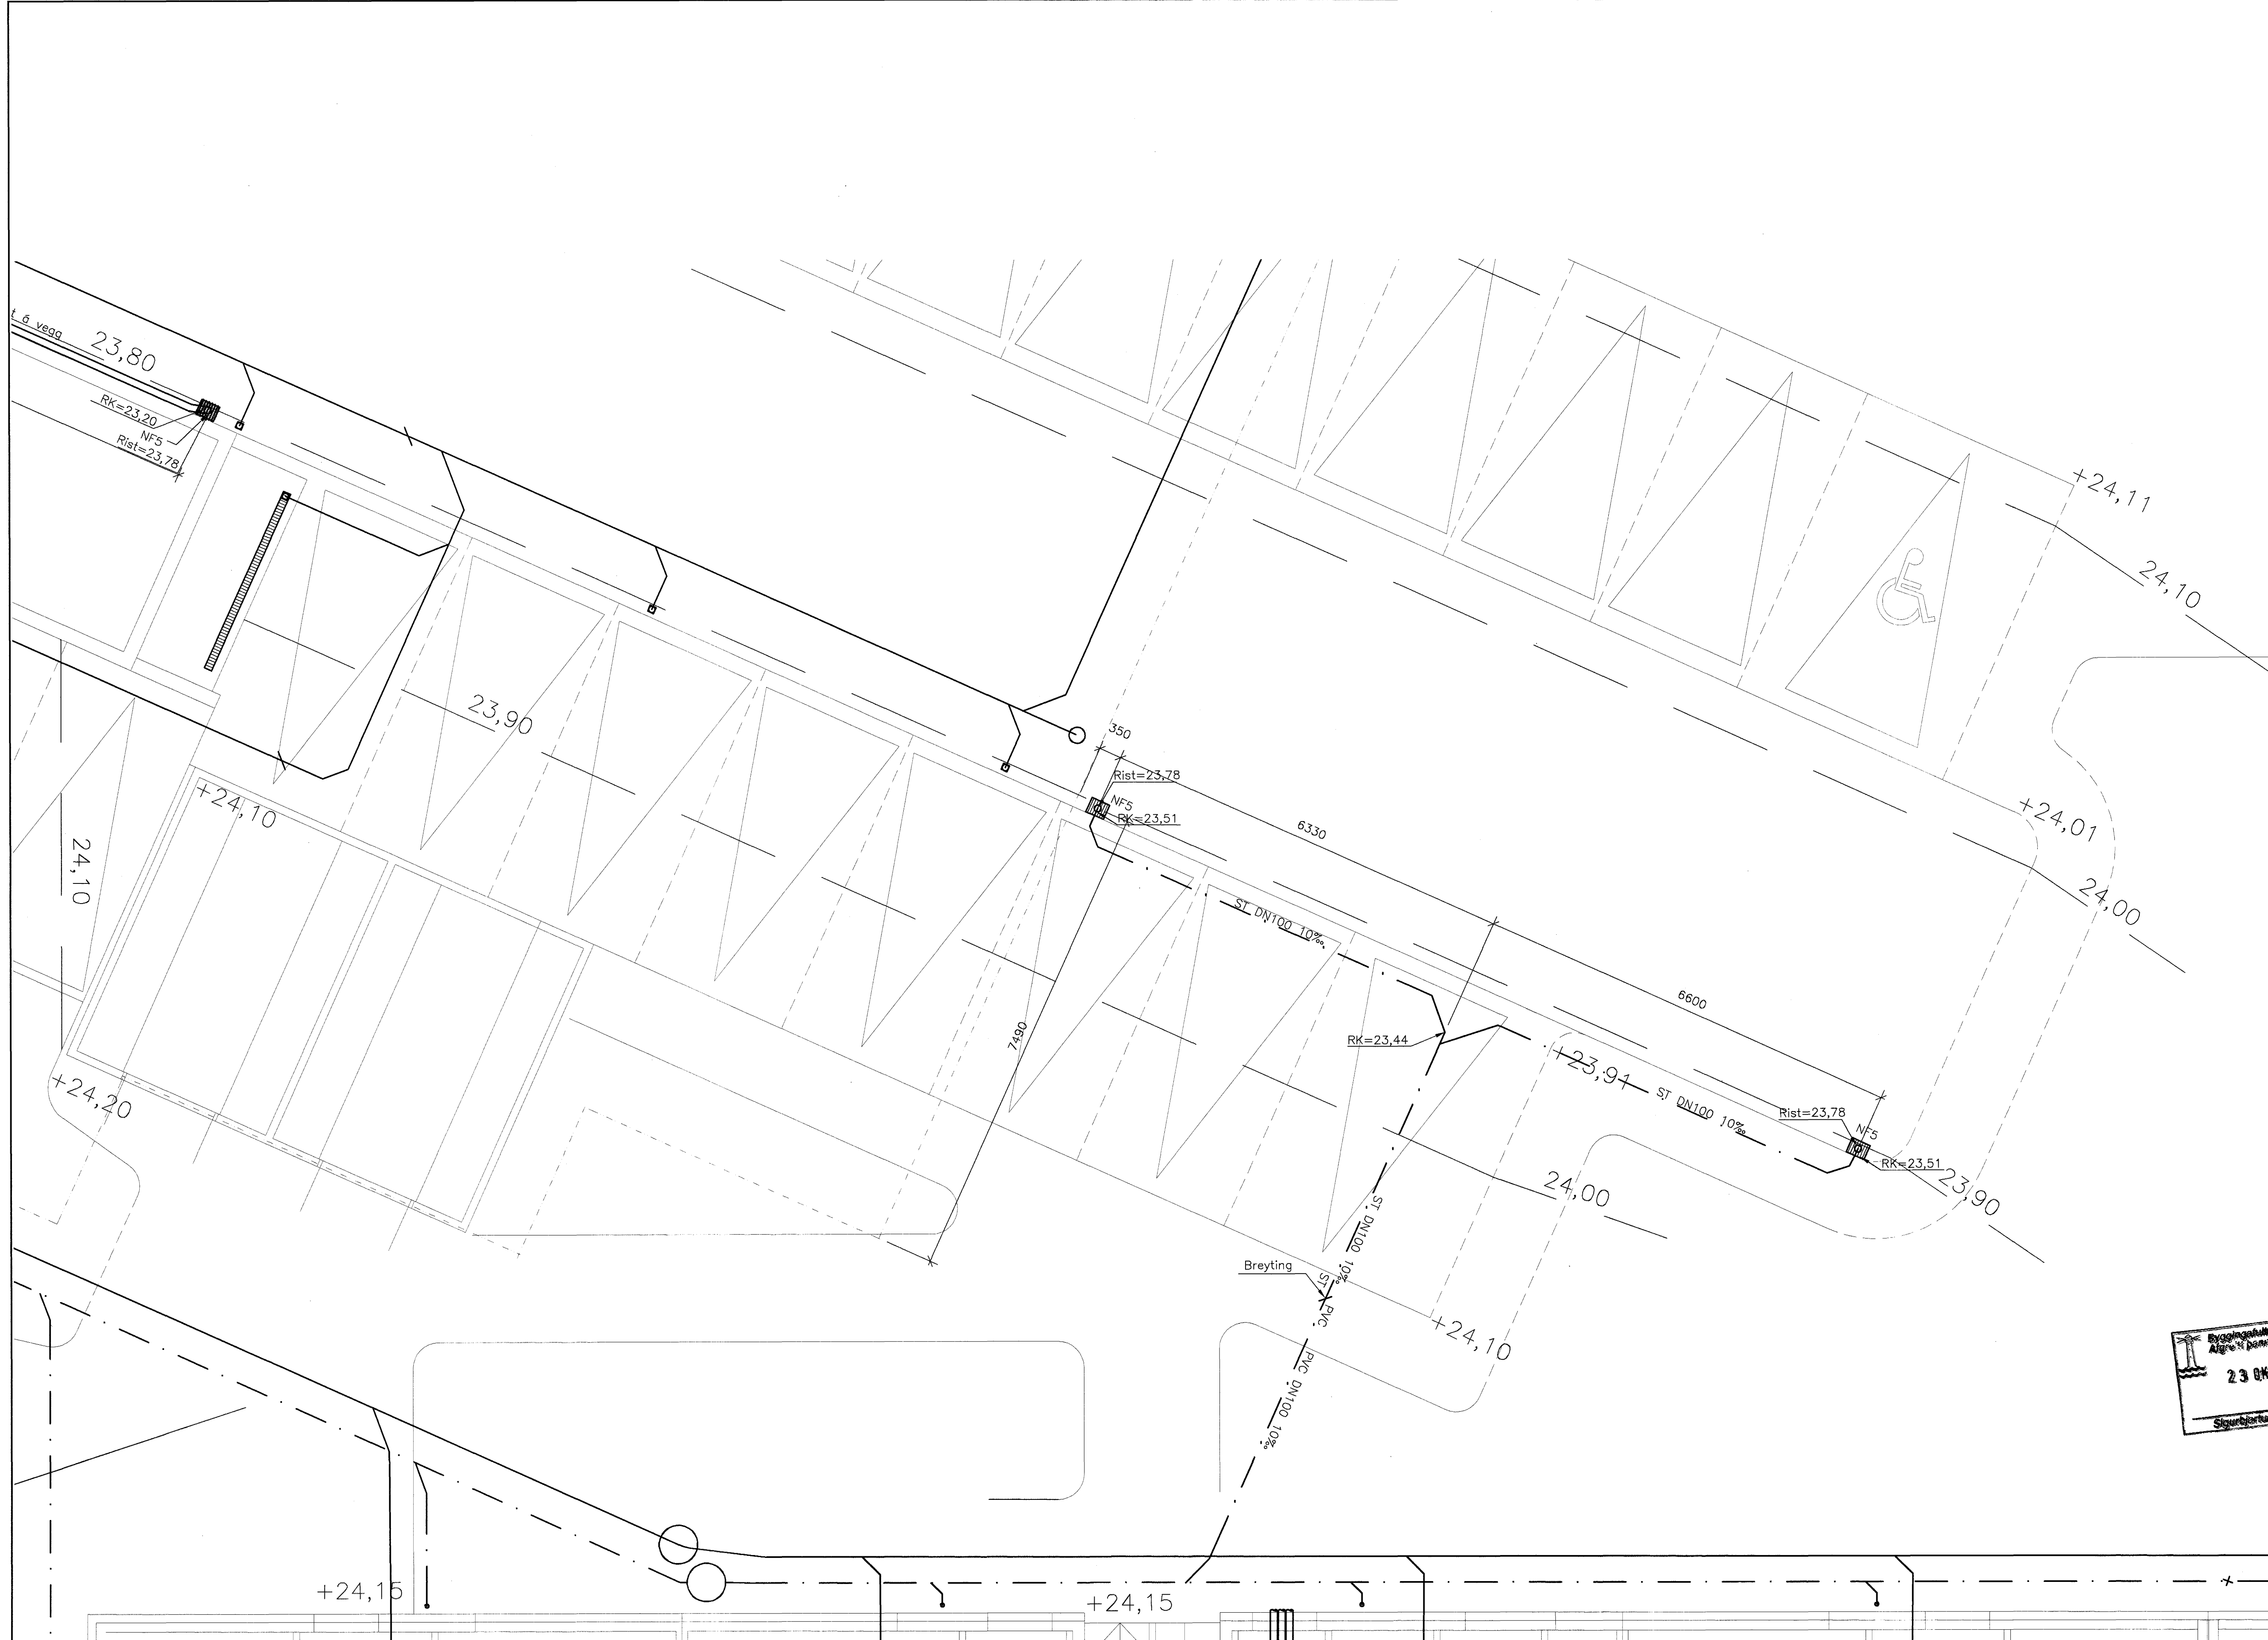 t á vegg
23,80
RK=23,20
NF5
Rist=23,78
+24,11
24,10
23,90
350
Rist=23,78
NF5
RK=23,51
+24,10
24,10
6330
+24,01
24,00
ST DN100 10‰
6600
7490
RK=23,44
+23,91
ST DN100 10‰
Rist=23,78
NF5
RK=23,51
23,90
+24,20
24,00
ST DN100 10‰
Breyting
ST
PVC
+24,10
PVC DN100 10‰
23 OK
+24,15
+24,15